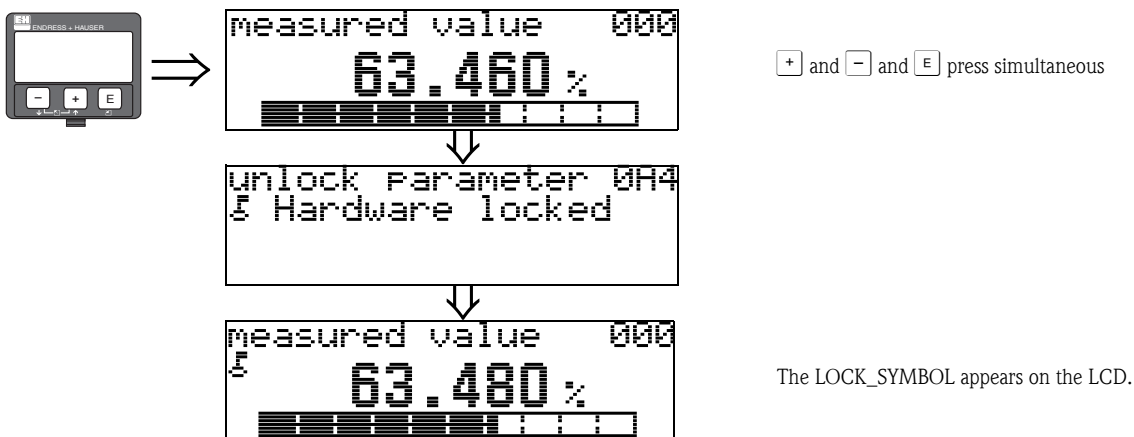 E+H
ENDRESS + HAUSER
- + E
measured value 000
63.460 %
+ and - and E press simultaneous
unlock parameter 0A4
Hardware locked
measured value 000
63.480 %
The LOCK_SYMBOL appears on the LCD.